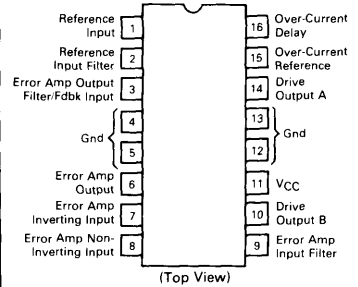 Reference
Input
1
Reference
Input Filter
2
Error Amp Output
Filter/Fdbk Input
3
4
Gnd
5
Error Amp
Output
6
Error Amp
Inverting Input
7
Error Amp Non-
Inverting Input
8
16
Over-Current
Delay
15
Over-Current
Reference
14
Drive
Output A
13
Gnd
12
11
VCC
10
Drive
Output B
9
Error Amp
Input Filter
(Top View)